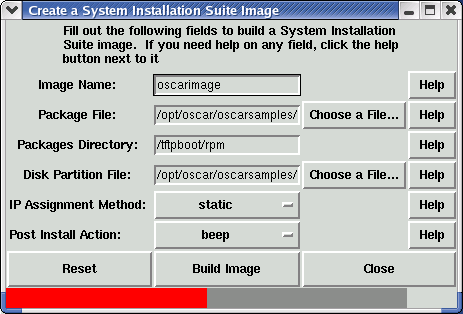 Create a System Installation Suite Image
Fill out the following fields to build a System Installation
Suite image. If you need help on any field, click the help
button next to it
Image Name: oscarimage Help
Package File: /opt/oscar/oscarsamples/ Choose a File... Help
Packages Directory: /tftpboot/rpm Help
Disk Partition File: /opt/oscar/oscarsamples/ Choose a File... Help
IP Assignment Method: static Help
Post Install Action: beep Help
Reset Build Image Close